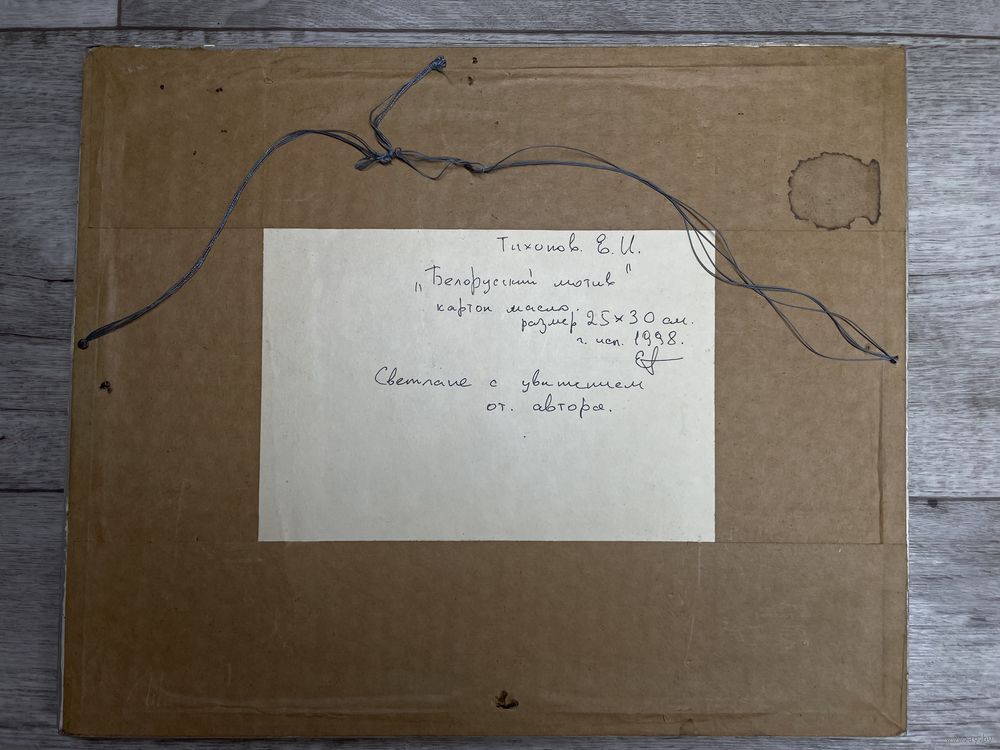 Тихонов. Е. И.
„Белорусский мотив"
картон масло.
размер 25×30 см.
г. исп. 1998.
Светлане с уважением
от. автора.